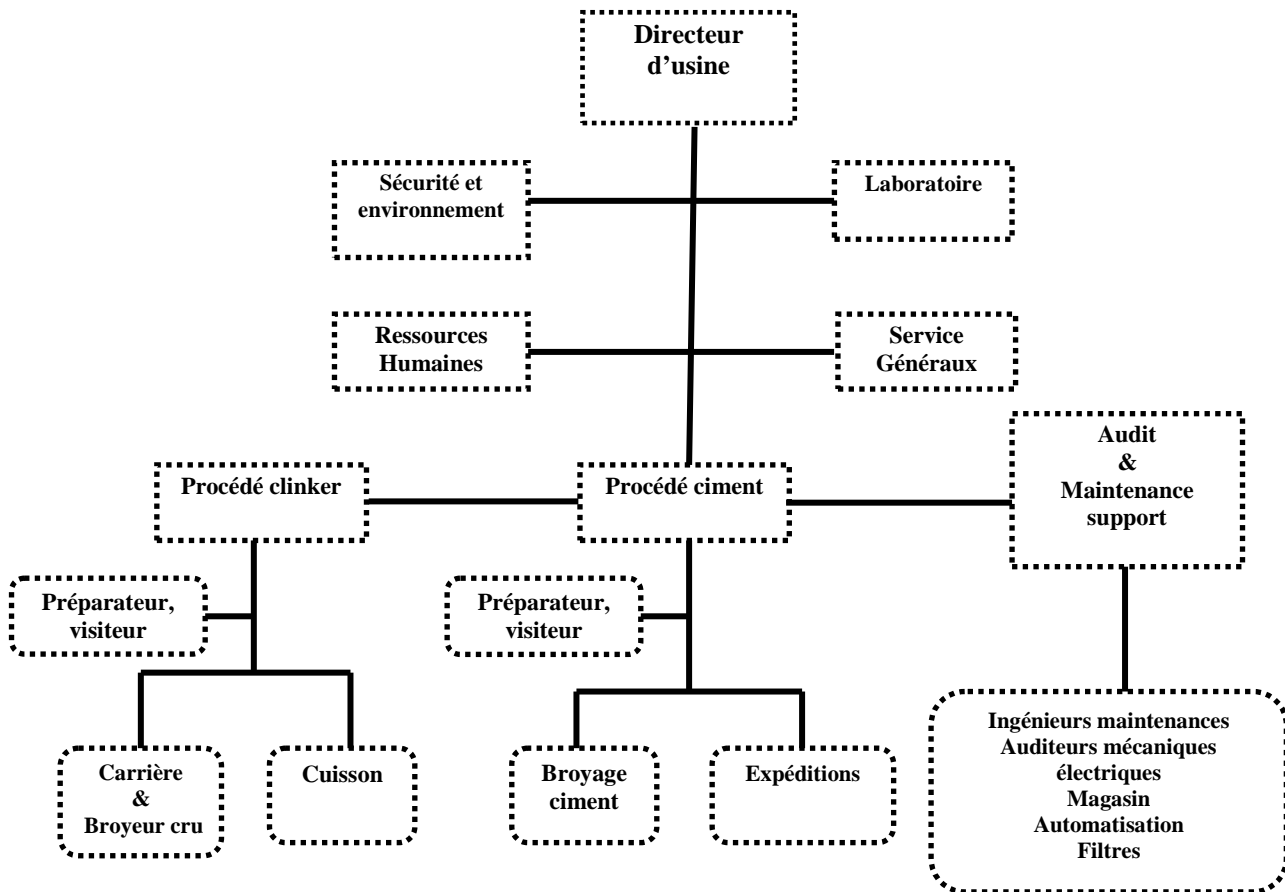 Directeur
d’usine
Sécurité et
environnement
Laboratoire
Ressources
Humaines
Service
Généraux
Procédé clinker
Procédé ciment
Audit
&
Maintenance
support
Préparateur,
visiteur
Préparateur,
visiteur
Carrière
&
Broyeur cru
Cuisson
Broyage
ciment
Expéditions
Ingénieurs maintenances
Auditeurs mécaniques
électriques
Magasin
Automatisation
Filtres